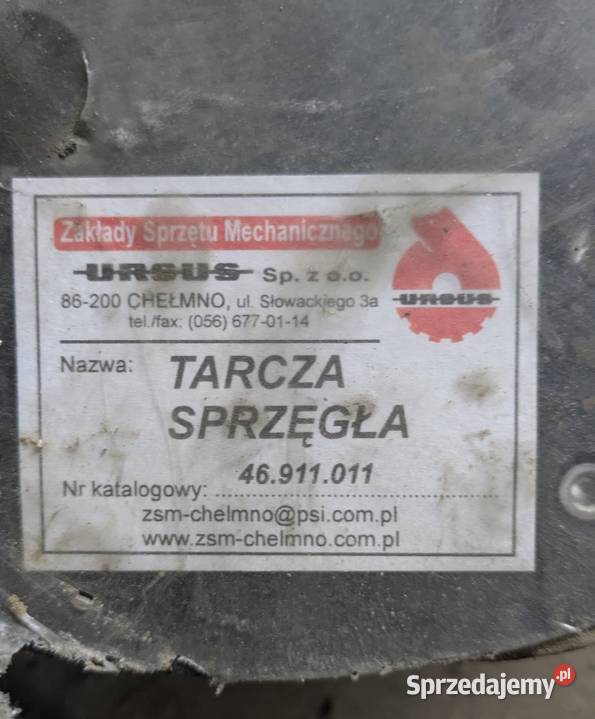 Zakłady Sprzętu Mechanicznego
URSUS Sp. z o.o.
86-200 CHEŁMNO, ul. Słowackiego 3a
tel./fax: (056) 677-01-14
URSUS
Nazwa: TARCZA
SPRZĘGŁA
46.911.011
Nr katalogowy: ..............................................
zsm-chelmno@psi.com.pl
www.zsm-chelmno.com.pl
Sprzedajemy.pl